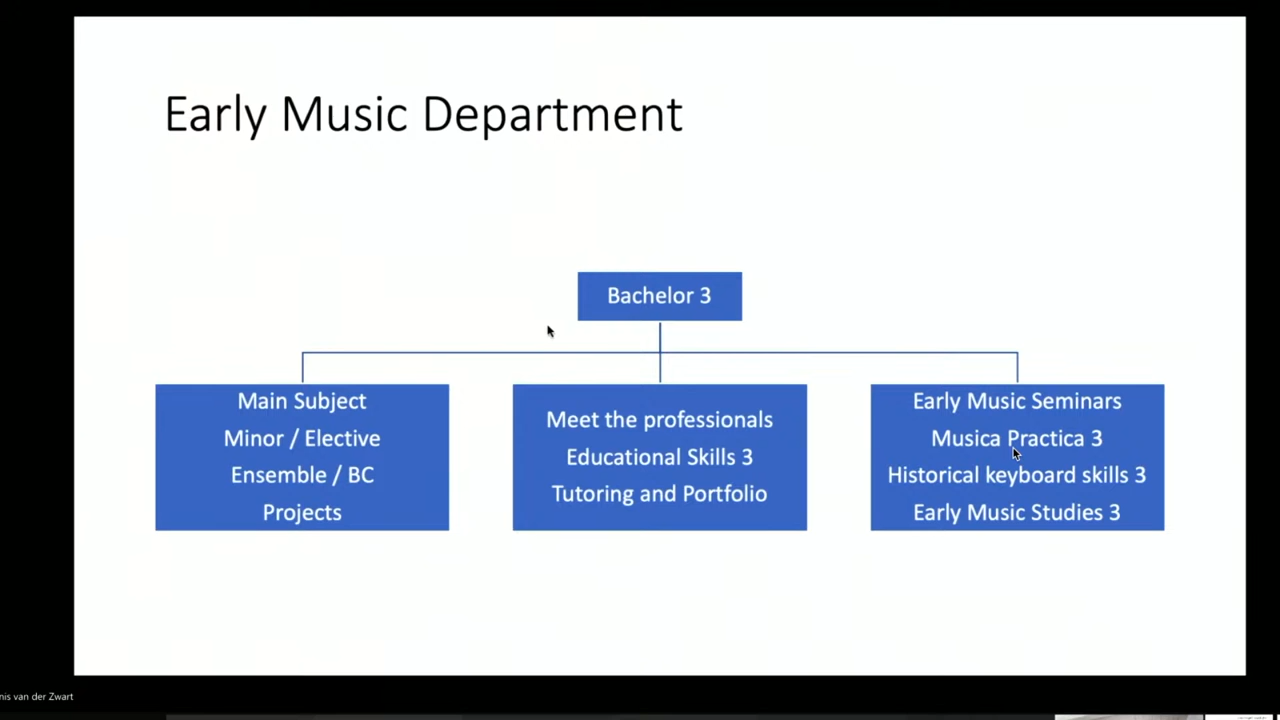 Early Music Department
Bachelor 3
Main Subject
Minor / Elective
Ensemble / BC
Projects
Meet the professionals
Educational Skills 3
Tutoring and Portfolio
Early Music Seminars
Musica Practica 3
Historical keyboard skills 3
Early Music Studies 3
nis van der Zwart